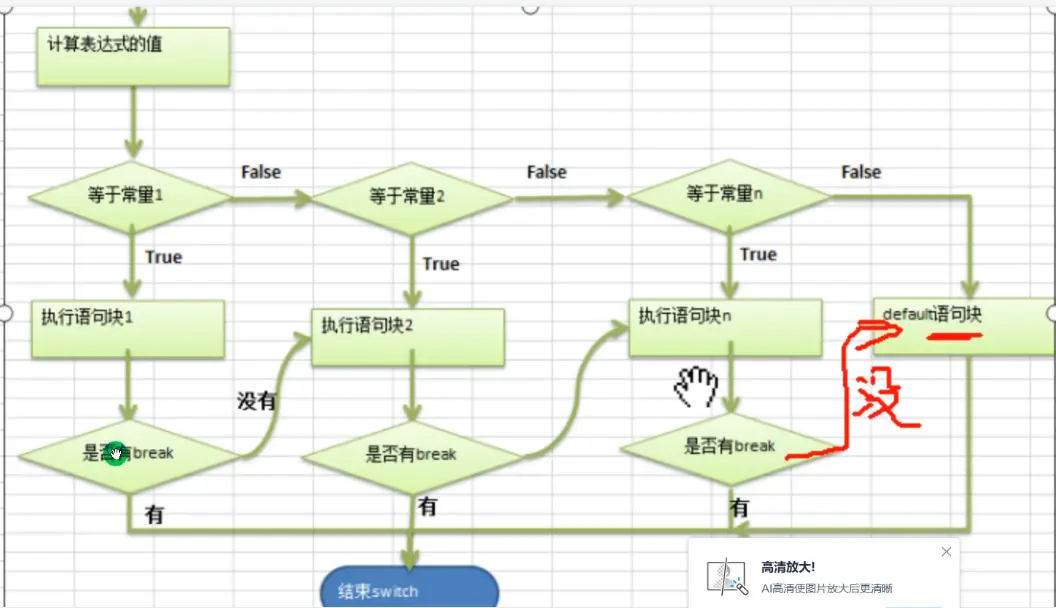 计算表达式的值
等于常量1
False
等于常量2
False
等于常量n
False
True
True
True
执行语句块1
执行语句块2
执行语句块n
default语句块
没有
没
是否有break
是否有break
是否有break
有
有
有
结束switch
高清放大!
AI高清使图片放大后更清晰